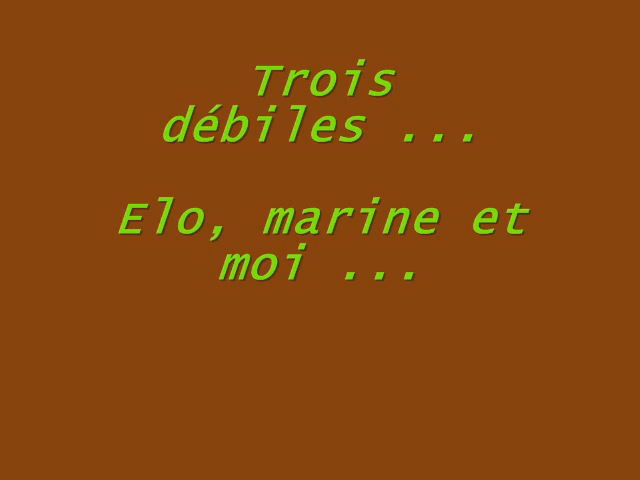 Trois
débiles ...
Elo, marine et
moi ...